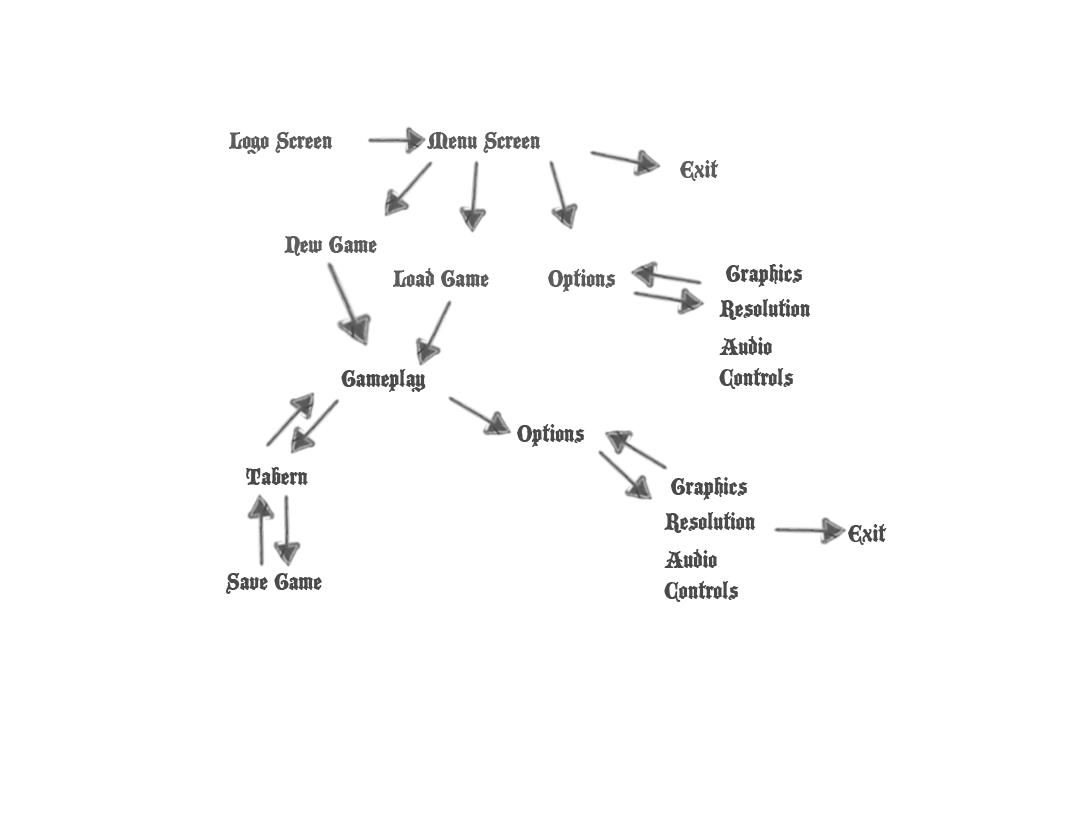 Logo Screen
Menu Screen
Exit
New Game
Load Game
Options
Graphics
Resolution
Audio
Controls
Gameplay
Options
Tabern
Save Game
Graphics
Resolution
Audio
Controls
Exit